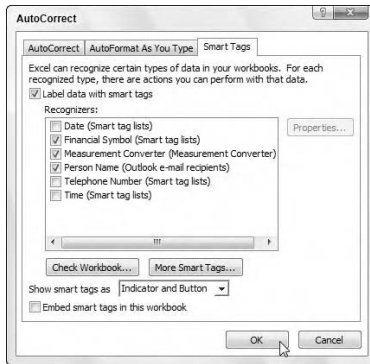 AutoCorrect
AutoCorrect AutoFormat As You Type Smart Tags
Excel can recognize certain types of data in your workbooks. For each
recognized type, there are actions you can perform with that data.
Label data with smart tags
Recognizers:
Date (Smart tag lists)
Financial Symbol (Smart tag lists)
Measurement Converter (Measurement Converter)
Person Name (Outlook e-mail recipients)
Telephone Number (Smart tag lists)
Time (Smart tag lists)
Properties...
Check Workbook... More Smart Tags...
Show smart tags as Indicator and Button
Embed smart tags in this workbook
OK Cancel